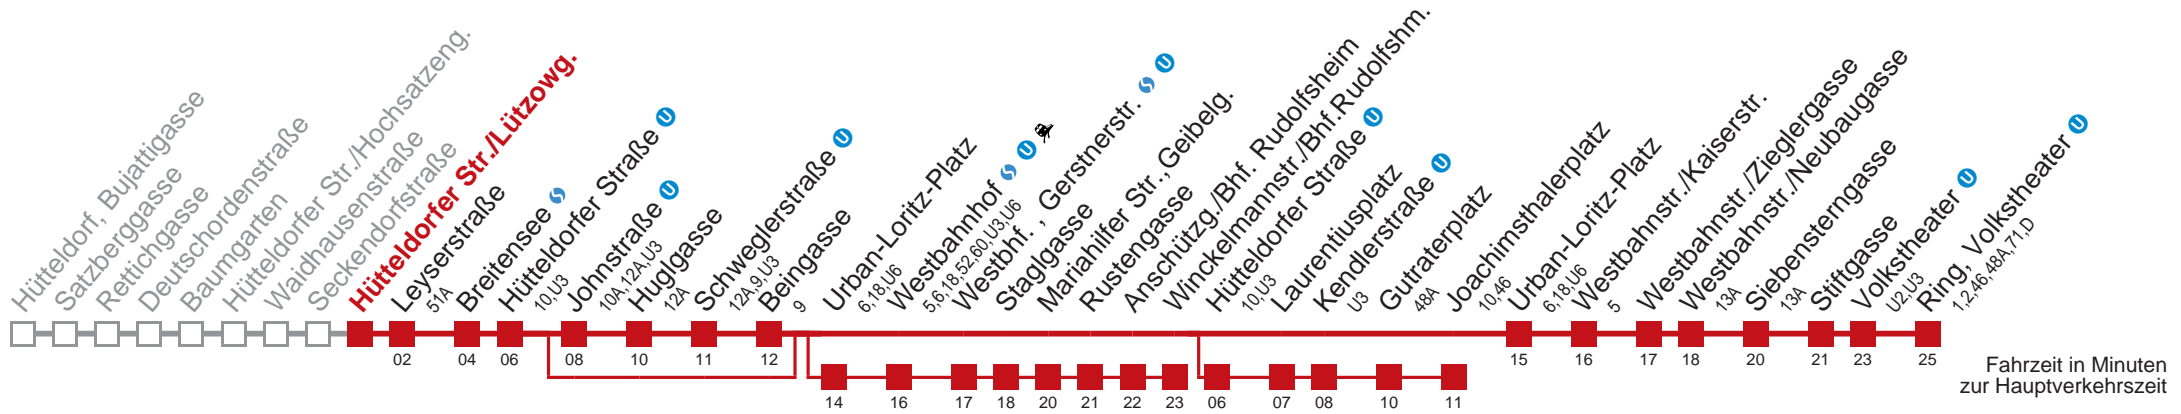 Hütteldorf, Bujattigasse
Satzberggasse
Rettichgasse
Deutschordenstraße
Baumgarten
Hütteldorfer Str./Hochsatzeng.
Waidhausenstraße
Seckendorfstraße
Hütteldorfer Str./Lützowg.
Leyserstraße
51A
Breitensee
Hütteldorfer Straße U
10,U3
Johnstraße U
10A,12A,U3
Huglgasse
12A
Schweglerstraße U
12A,9,U3
Beingasse
9
Urban-Loritz-Platz
6,18,U6
Westbahnhof U
5,6,18,52,60,U3,U6
Westbhf. , Gerstnerstr. U
Staglgasse
Mariahilfer Str.,Geibelg.
Rustengasse
Anschützg./Bhf. Rudolfsheim
Winckelmannstr./Bhf.Rudolfshm.
Hütteldorfer Straße U
10,U3
Laurentiusplatz
Kendlerstraße U
U3
Gutraterplatz
48A
Joachimsthalerplatz
10,46
Urban-Loritz-Platz
6,18,U6
Westbahnstr./Kaiserstr.
5
Westbahnstr./Zieglergasse
Westbahnstr./Neubaugasse
13A
Siebensterngasse
13A
Stiftgasse
Volkstheater U
U2,U3
Ring, Volkstheater U
1,2,46,48A,71,D
02 04 06 08 10 11 12 15 16 17 18 20 21 23 25
14 16 17 18 20 21 22 23 06 07 08 10 11
Fahrzeit in Minuten
zur Hauptverkehrszeit